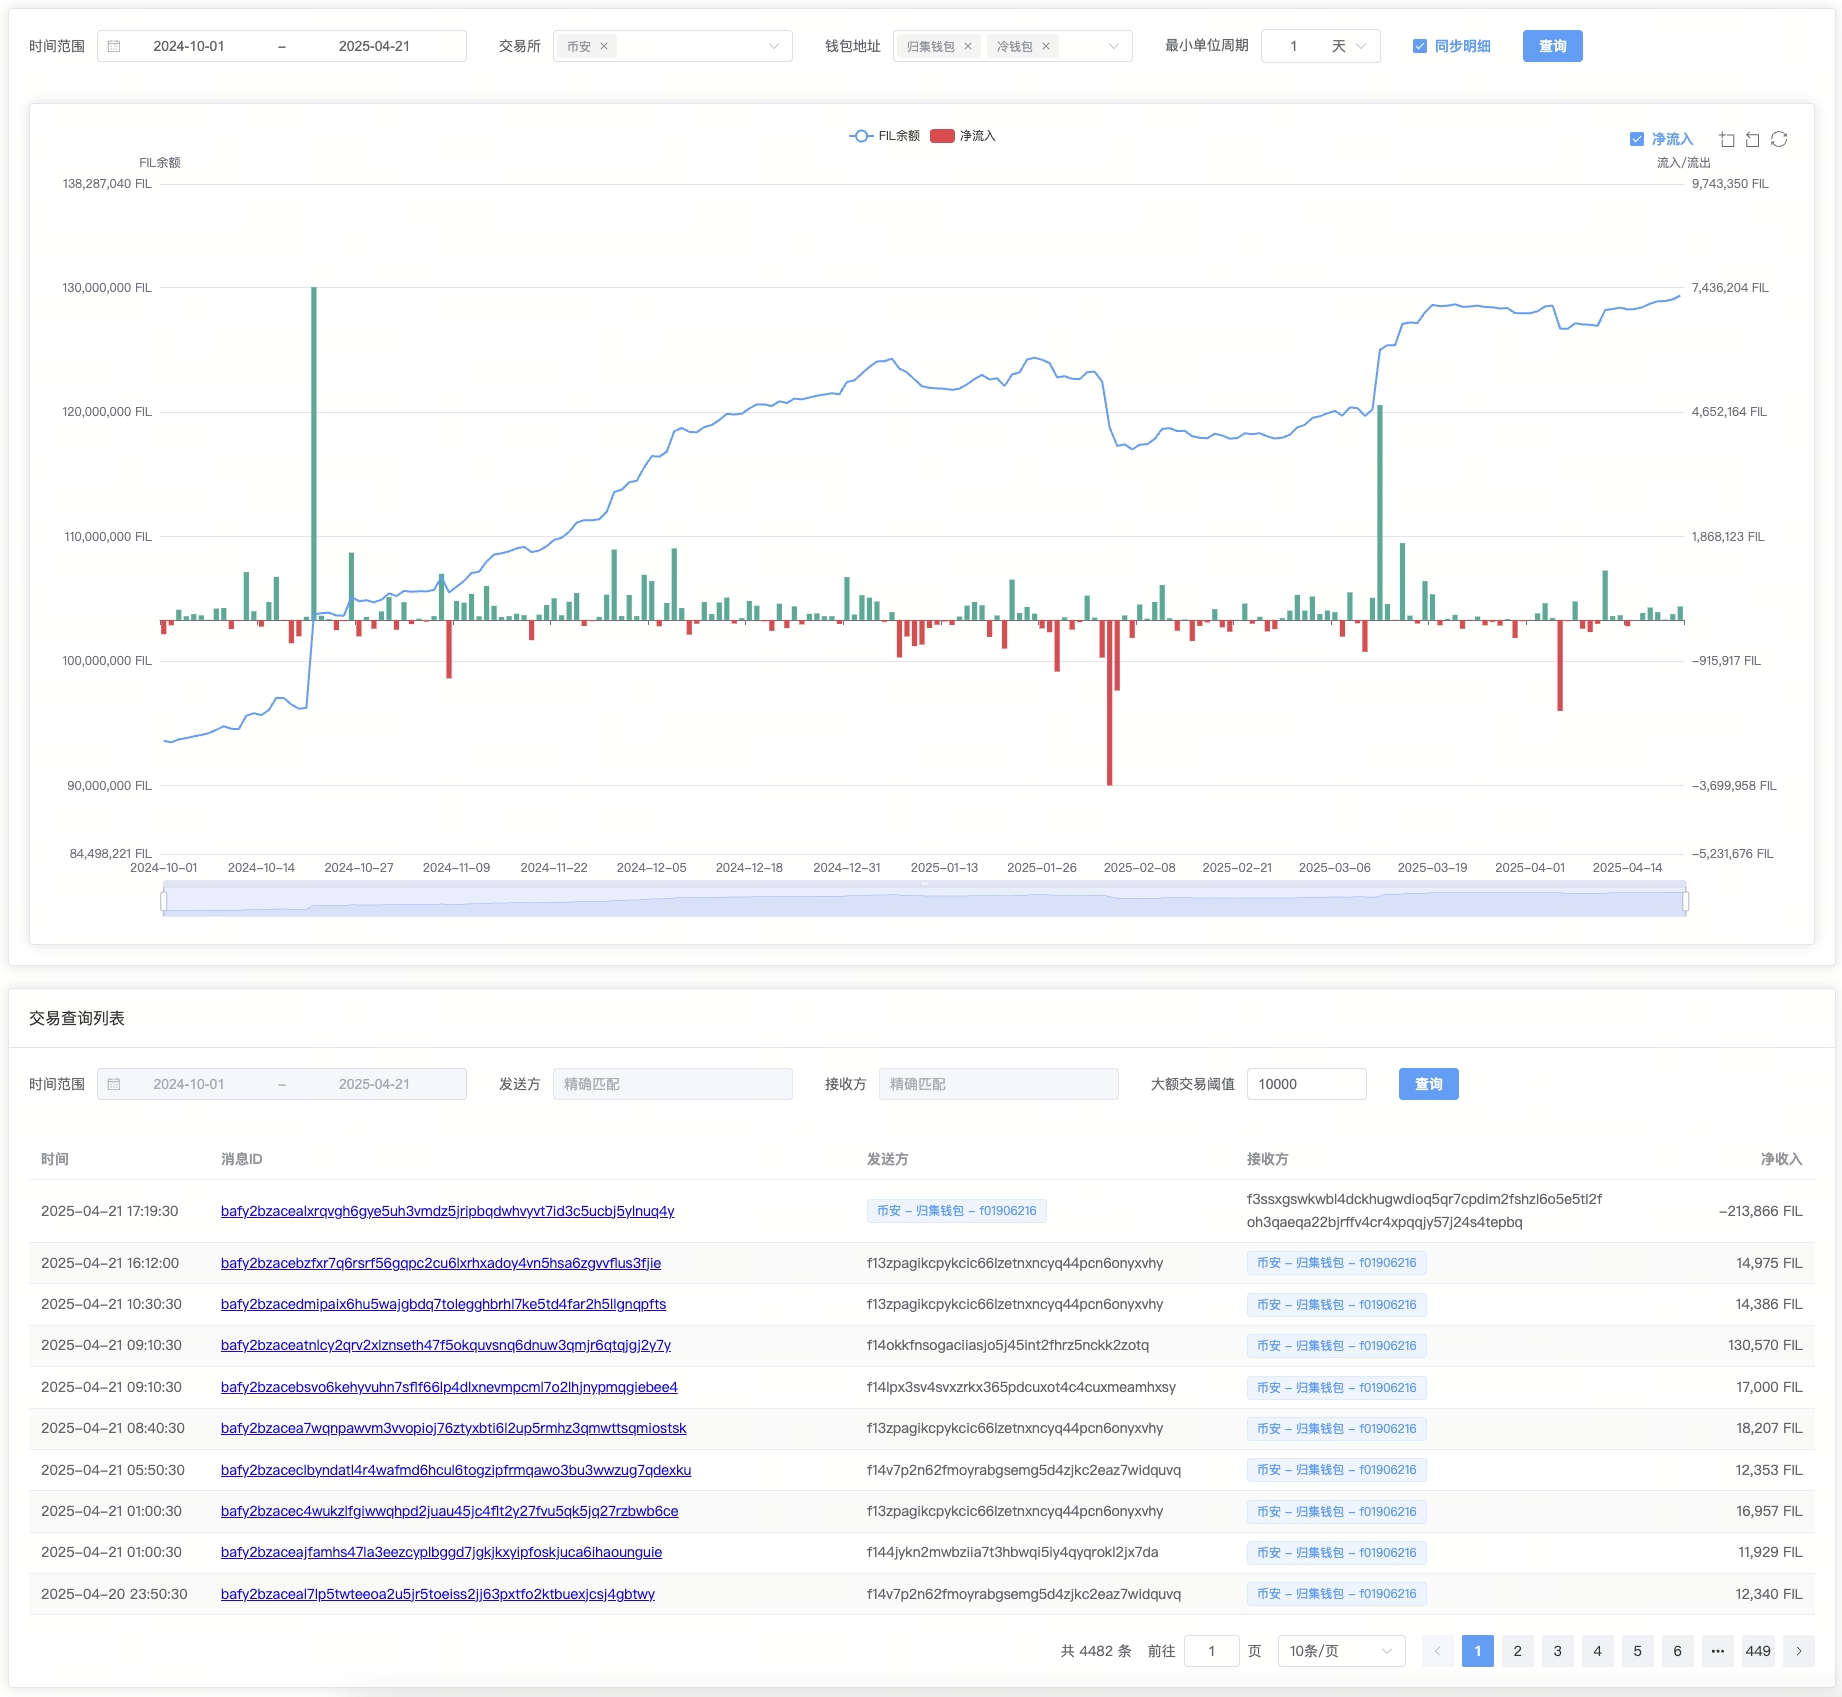 时间范围 2024-10-01 – 2025-04-21 交易所 币安 × 钱包地址 归集钱包 × 冷钱包 × 最小单位周期 1 天 同步明细 查询
FIL余额 净流入
净流入
FIL余额 流入/流出
138,287,040 FIL 9,743,350 FIL
130,000,000 FIL 7,436,204 FIL
120,000,000 FIL 4,652,164 FIL
110,000,000 FIL 1,868,123 FIL
100,000,000 FIL -915,917 FIL
90,000,000 FIL -3,699,958 FIL
84,498,221 FIL -5,231,676 FIL
2024-10-01 2024-10-14 2024-10-27 2024-11-09 2024-11-22 2024-12-05 2024-12-18 2024-12-31 2025-01-13 2025-01-26 2025-02-08 2025-02-21 2025-03-06 2025-03-19 2025-04-01 2025-04-14
交易查询列表
时间范围 2024-10-01 – 2025-04-21 发送方 精确匹配 接收方 精确匹配 大额交易阈值 10000 查询
时间 消息ID 发送方 接收方 净收入
2025-04-21 17:19:30 bafy2bzacealxrqvgh6gye5uh3vmdz5jripbqdwhvyvt7id3c5ucbj5ylnuq4y 币安 - 归集钱包 - f01906216 f3ssxgswkwbl4dckhugwdioq5qr7cpdim2fshzl6o5e5tl2f -213,866 FIL
oh3qaeqa22bjrffv4cr4xpqqjy57j24s4tepbq
2025-04-21 16:12:00 bafy2bzacebzfxr7q6rsrf56gqpc2cu6lxrhxadoy4vn5hsa6zgvvflus3fjie f13zpagikcpykcic66lzetnxncyq44pcn6onyxvhy 币安 - 归集钱包 - f01906216 14,975 FIL
2025-04-21 10:30:30 bafy2bzacedmipaix6hu5wajgbdq7tolegghbrhl7ke5td4far2h5llgnqpfts f13zpagikcpykcic66lzetnxncyq44pcn6onyxvhy 币安 - 归集钱包 - f01906216 14,386 FIL
2025-04-21 09:10:30 bafy2bzaceatnlcy2qrv2xlznseth47f5okquvsnq6dnuw3qmjr6qtqjgj2y7y f14okkfnsogaciiasjo5j45int2fhrz5nckk2zotq 币安 - 归集钱包 - f01906216 130,570 FIL
2025-04-21 09:10:30 bafy2bzacebsvo6kehyvuhn7sflf66lp4dlxnevmpcml7o2lhjnypmqgiebee4 f14lpx3sv4svxzrkx365pdcuxot4c4cuxmeamhxsy 币安 - 归集钱包 - f01906216 17,000 FIL
2025-04-21 08:40:30 bafy2bzacea7wqnpawvm3vvopioj76ztyxbti6l2up5rmhz3qmwttsqmiostsk f13zpagikcpykcic66lzetnxncyq44pcn6onyxvhy 币安 - 归集钱包 - f01906216 18,207 FIL
2025-04-21 05:50:30 bafy2bzaceclbyndatl4r4wafmd6hcul6togzipfrmqawo3bu3wwzug7qdexku f14v7p2n62fmoyrabgsemg5d4zjkc2eaz7widquvq 币安 - 归集钱包 - f01906216 12,353 FIL
2025-04-21 01:00:30 bafy2bzacec4wukzlfgiwwqhpd2juau45jc4flt2y27fvu5qk5jq27rzbwb6ce f13zpagikcpykcic66lzetnxncyq44pcn6onyxvhy 币安 - 归集钱包 - f01906216 16,957 FIL
2025-04-21 01:00:30 bafy2bzaceajfamhs47la3eezcyplbggd7jgkjkxyipfoskjuca6ihaounguie f144jykn2mwbziia7t3hbwqi5iy4qyqrokl2jx7da 币安 - 归集钱包 - f01906216 11,929 FIL
2025-04-20 23:50:30 bafy2bzaceal7lp5twteeoa2u5jr5toeiss2jj63pxtfo2ktbuexjcsj4gbtwy f14v7p2n62fmoyrabgsemg5d4zjkc2eaz7widquvq 币安 - 归集钱包 - f01906216 12,340 FIL
共 4482 条 前往 1 页 10条/页 < 1 2 3 4 5 6 ••• 449 >